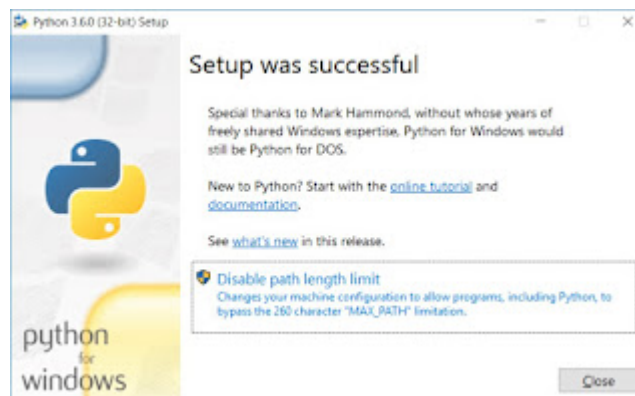 Python 3.6.0 (32-bit) Setup
Setup was successful
Special thanks to Mark Hammond, without whose years of
freely shared Windows expertise, Python for Windows would
still be Python for DOS.
New to Python? Start with the online tutorial and
documentation.
See what's new in this release.
Disable path length limit
Changes your machine configuration to allow programs, including Python, to
bypass the 260 character "MAX_PATH" limitation.
python
for
windows
Close